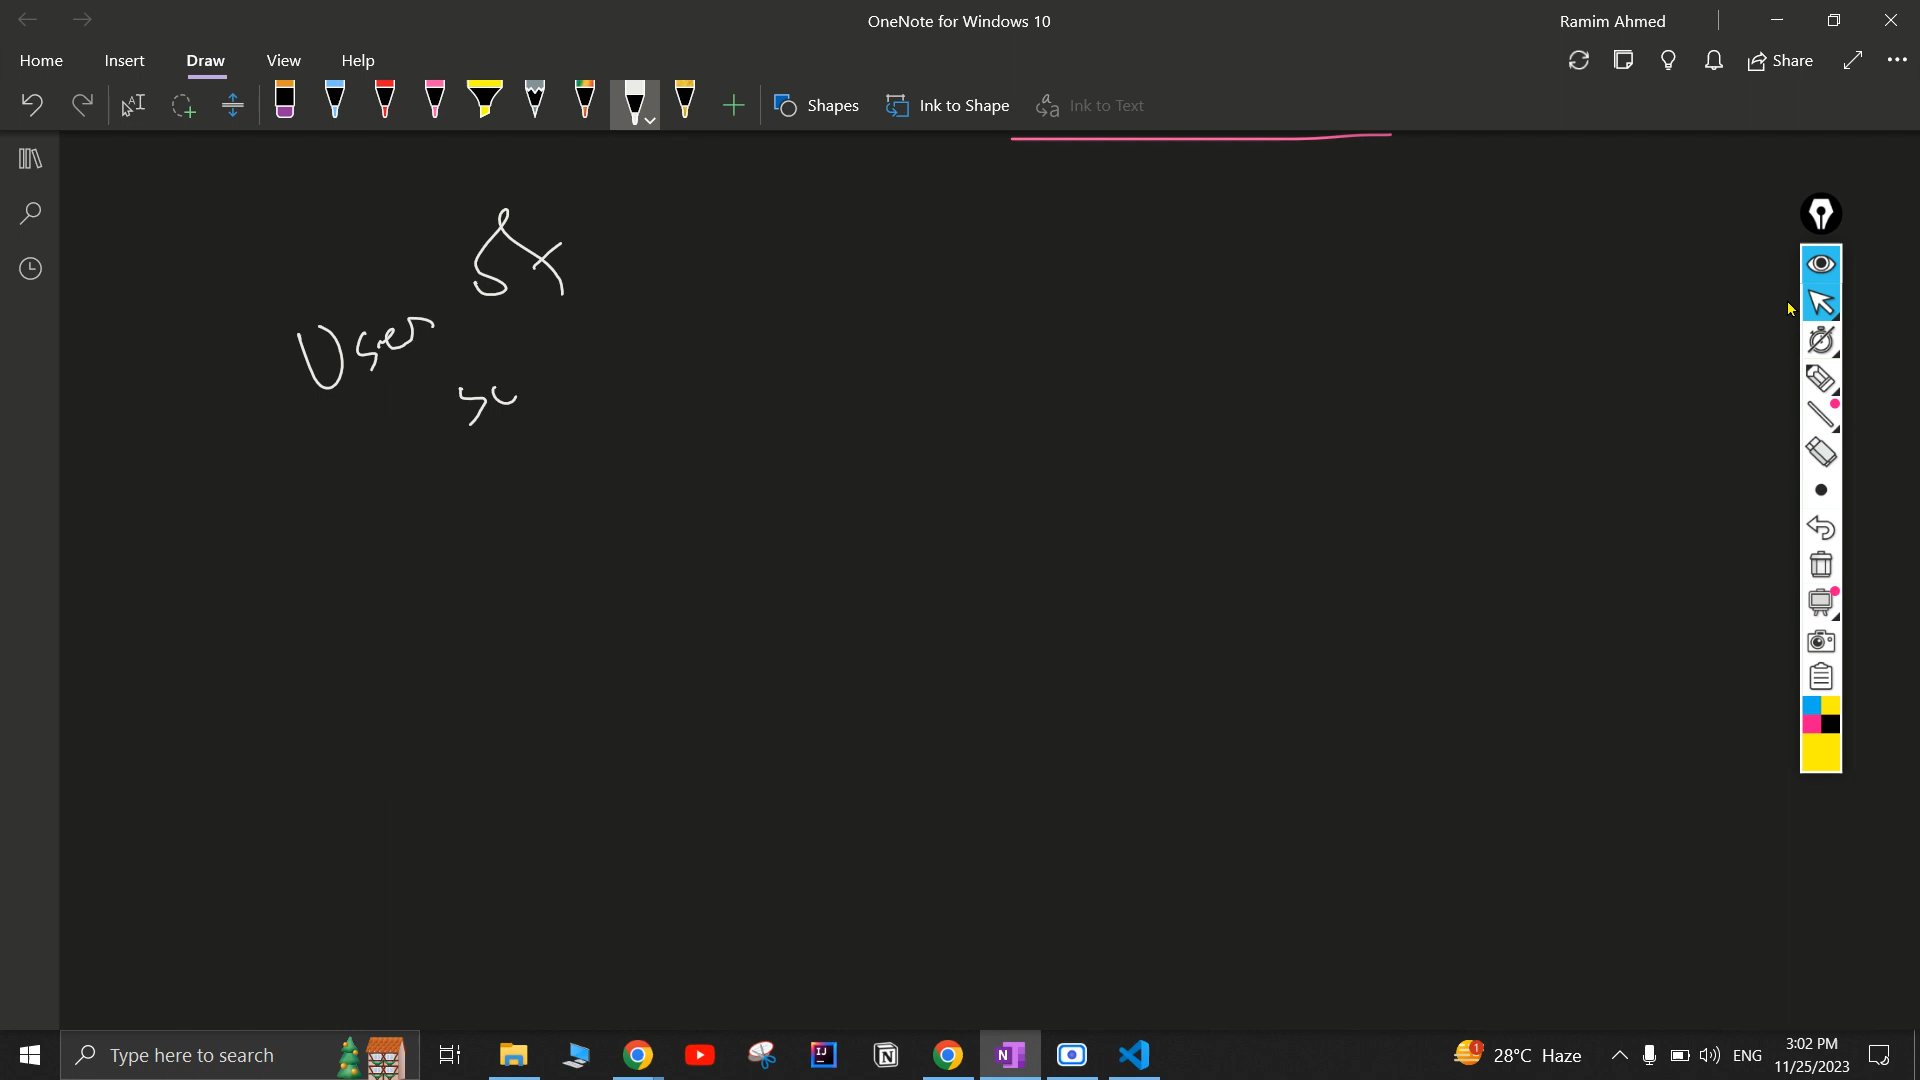 OneNote for Windows 10
Ramim Ahmed
Home Insert Draw View Help
Share
Shapes Ink to Shape Ink to Text
User
Type here to search
28°C Haze
ENG
3:02 PM
11/25/2023